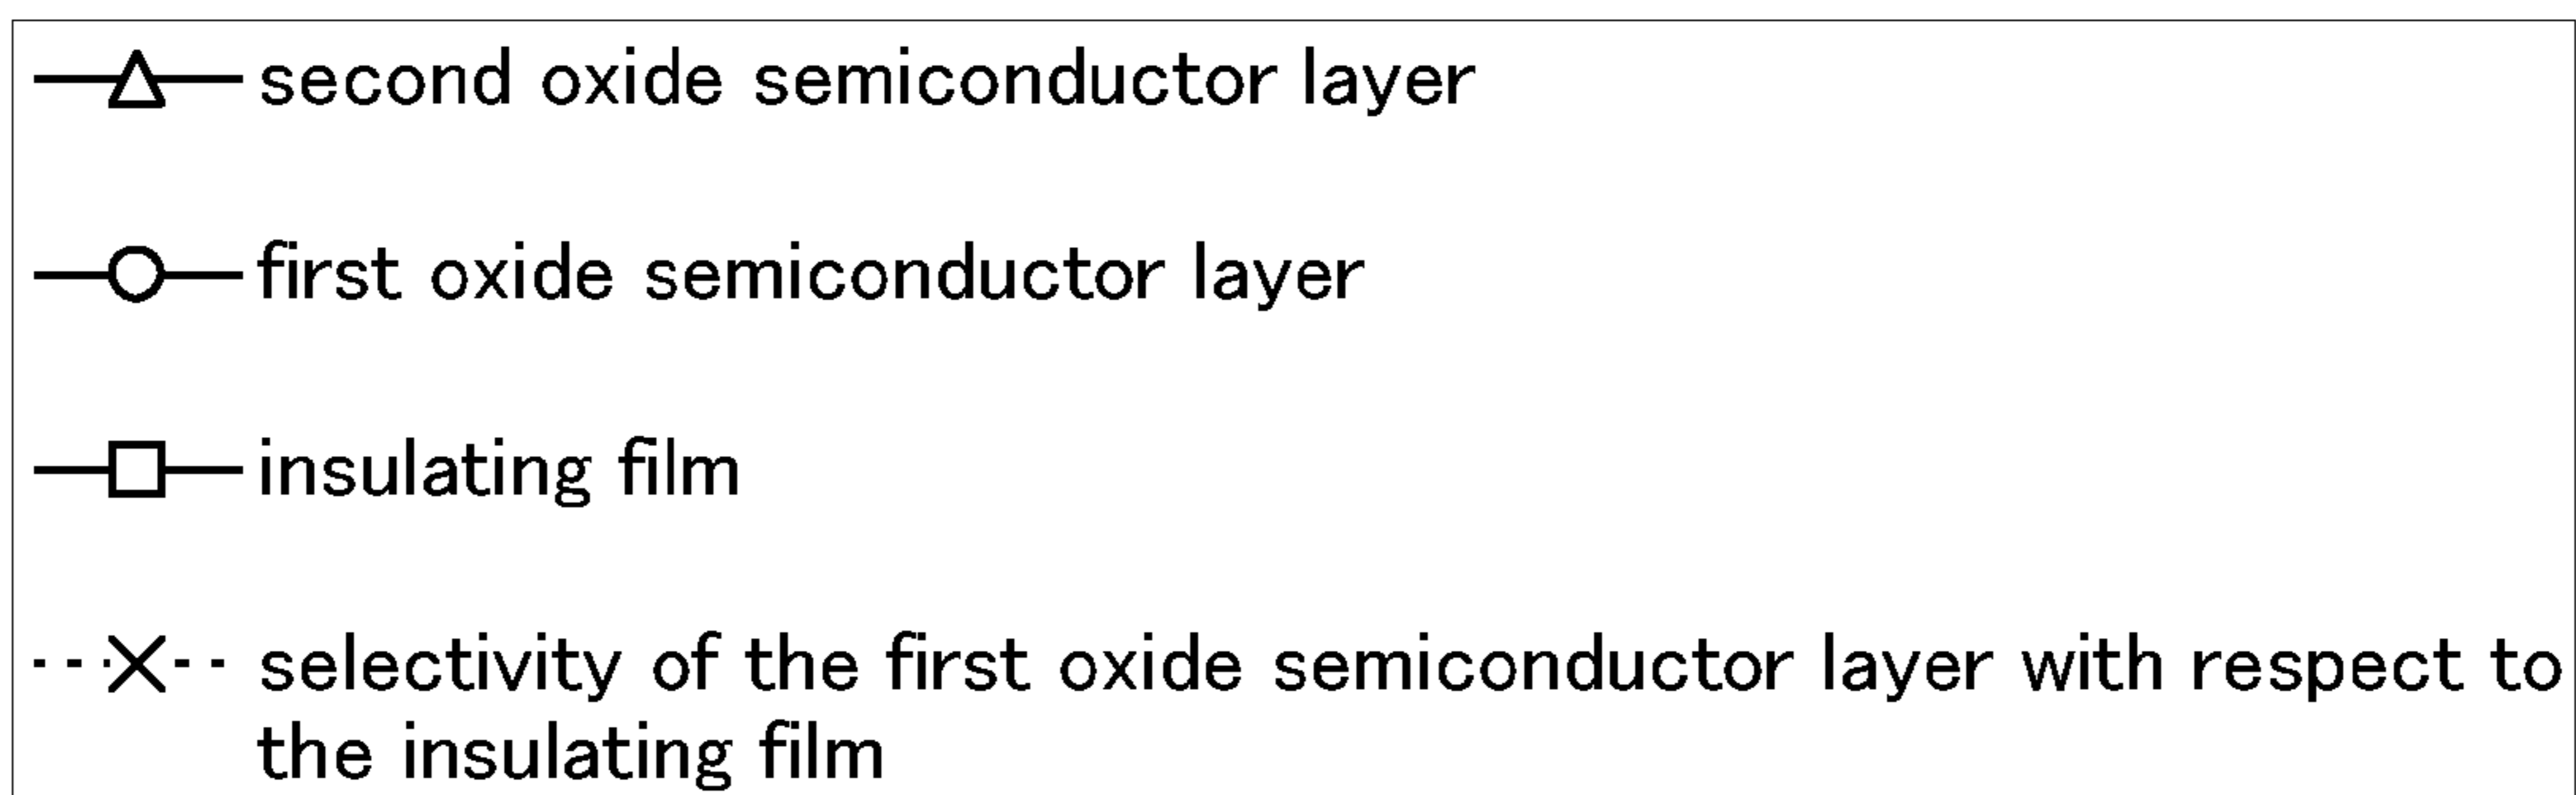 second oxide semiconductor layer
first oxide semiconductor layer
insulating film
selectivity of the first oxide semiconductor layer with respect to
the insulating film